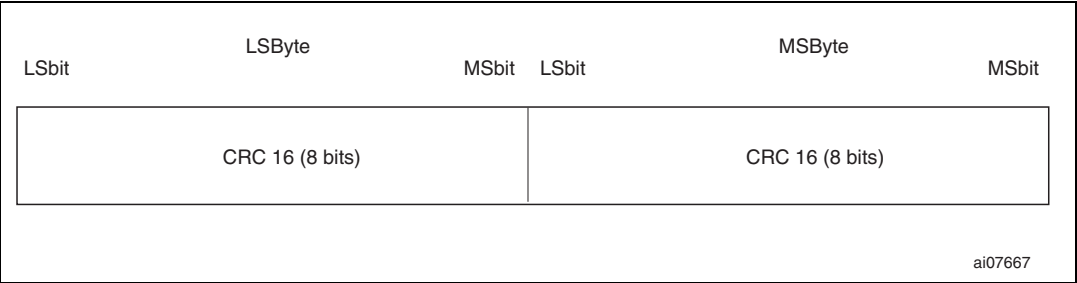 LSByte MSByte
LSbit MSbit LSbit MSbit
CRC 16 (8 bits) CRC 16 (8 bits)
ai07667